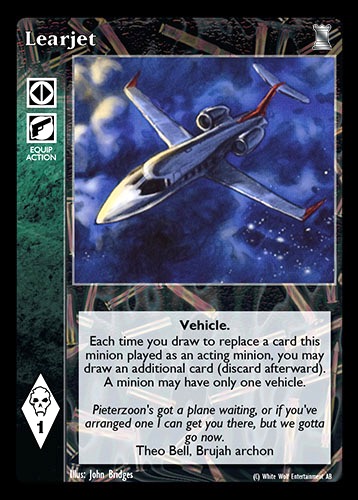 Learjet
EQUIP
ACTION
Vehicle.
Each time you draw to replace a card this
minion played as an acting minion, you may
draw an additional card (discard afterward).
A minion may have only one vehicle.
Pieterzoon's got a plane waiting, or if you've
arranged one I can get you there, but we gotta
go now.
Theo Bell, Brujah archon
1
Illus: John Bridges
(C) White Wolf Entertainment AB